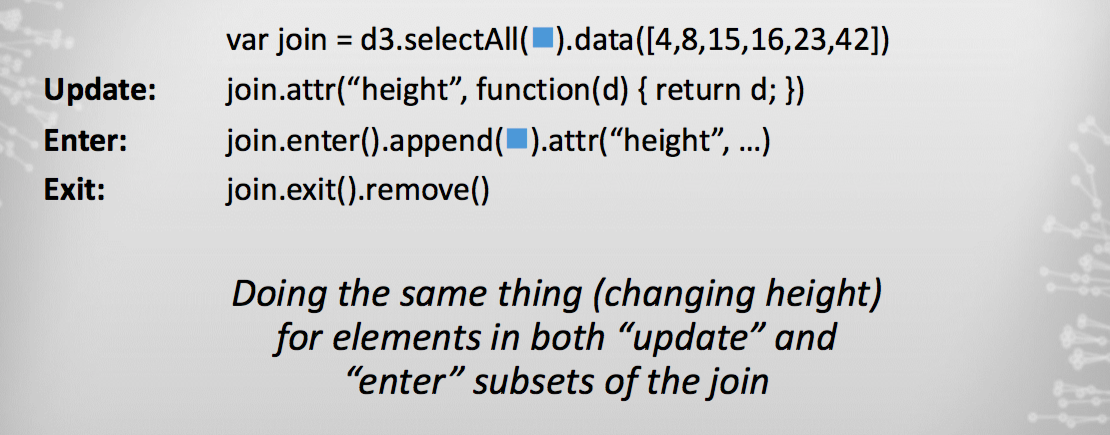 var join = d3.selectAll(■).data([4,8,15,16,23,42])
Update: join.attr(“height”, function(d) { return d; })
Enter: join.enter().append(■).attr(“height”, …)
Exit: join.exit().remove()
Doing the same thing (changing height)
for elements in both “update” and
“enter” subsets of the join